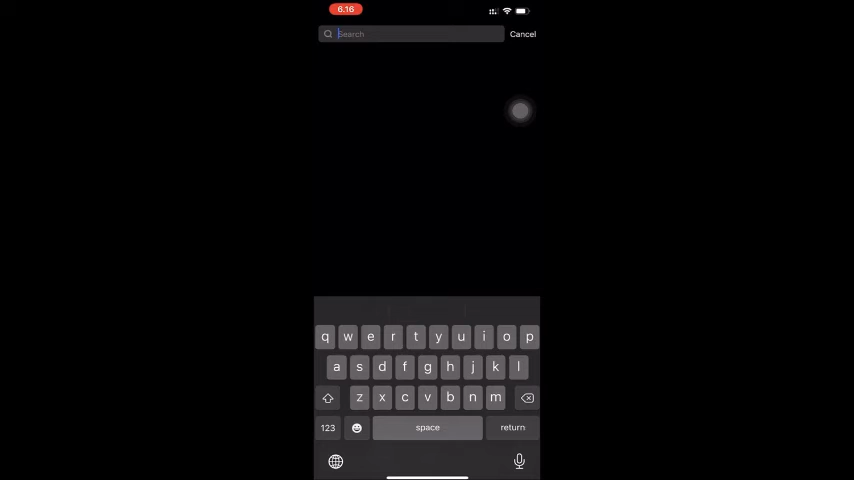 6.16
Search
Cancel
q w e r t y u i o p
a s d f g h j k l
z x c v b n m
123
space
return